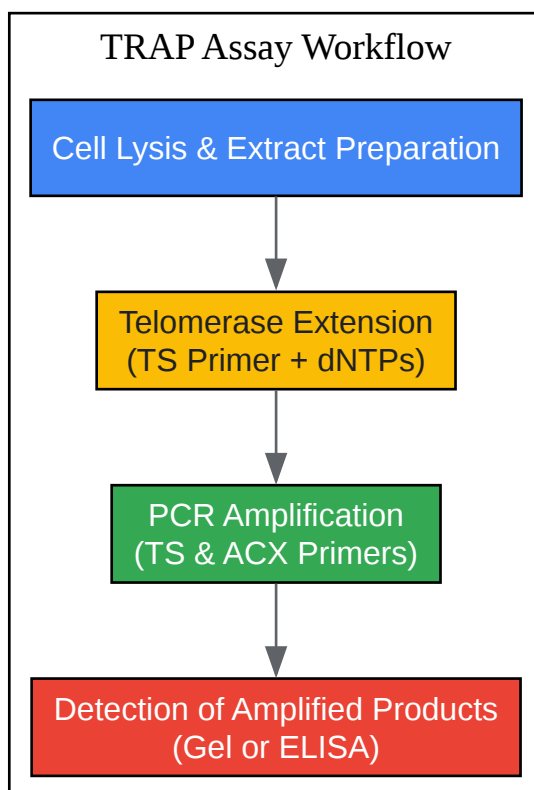 TRAP Assay Workflow
Cell Lysis & Extract Preparation
Telomerase Extension
(TS Primer + dNTPs)
PCR Amplification
(TS & ACX Primers)
Detection of Amplified Products
(Gel or ELISA)